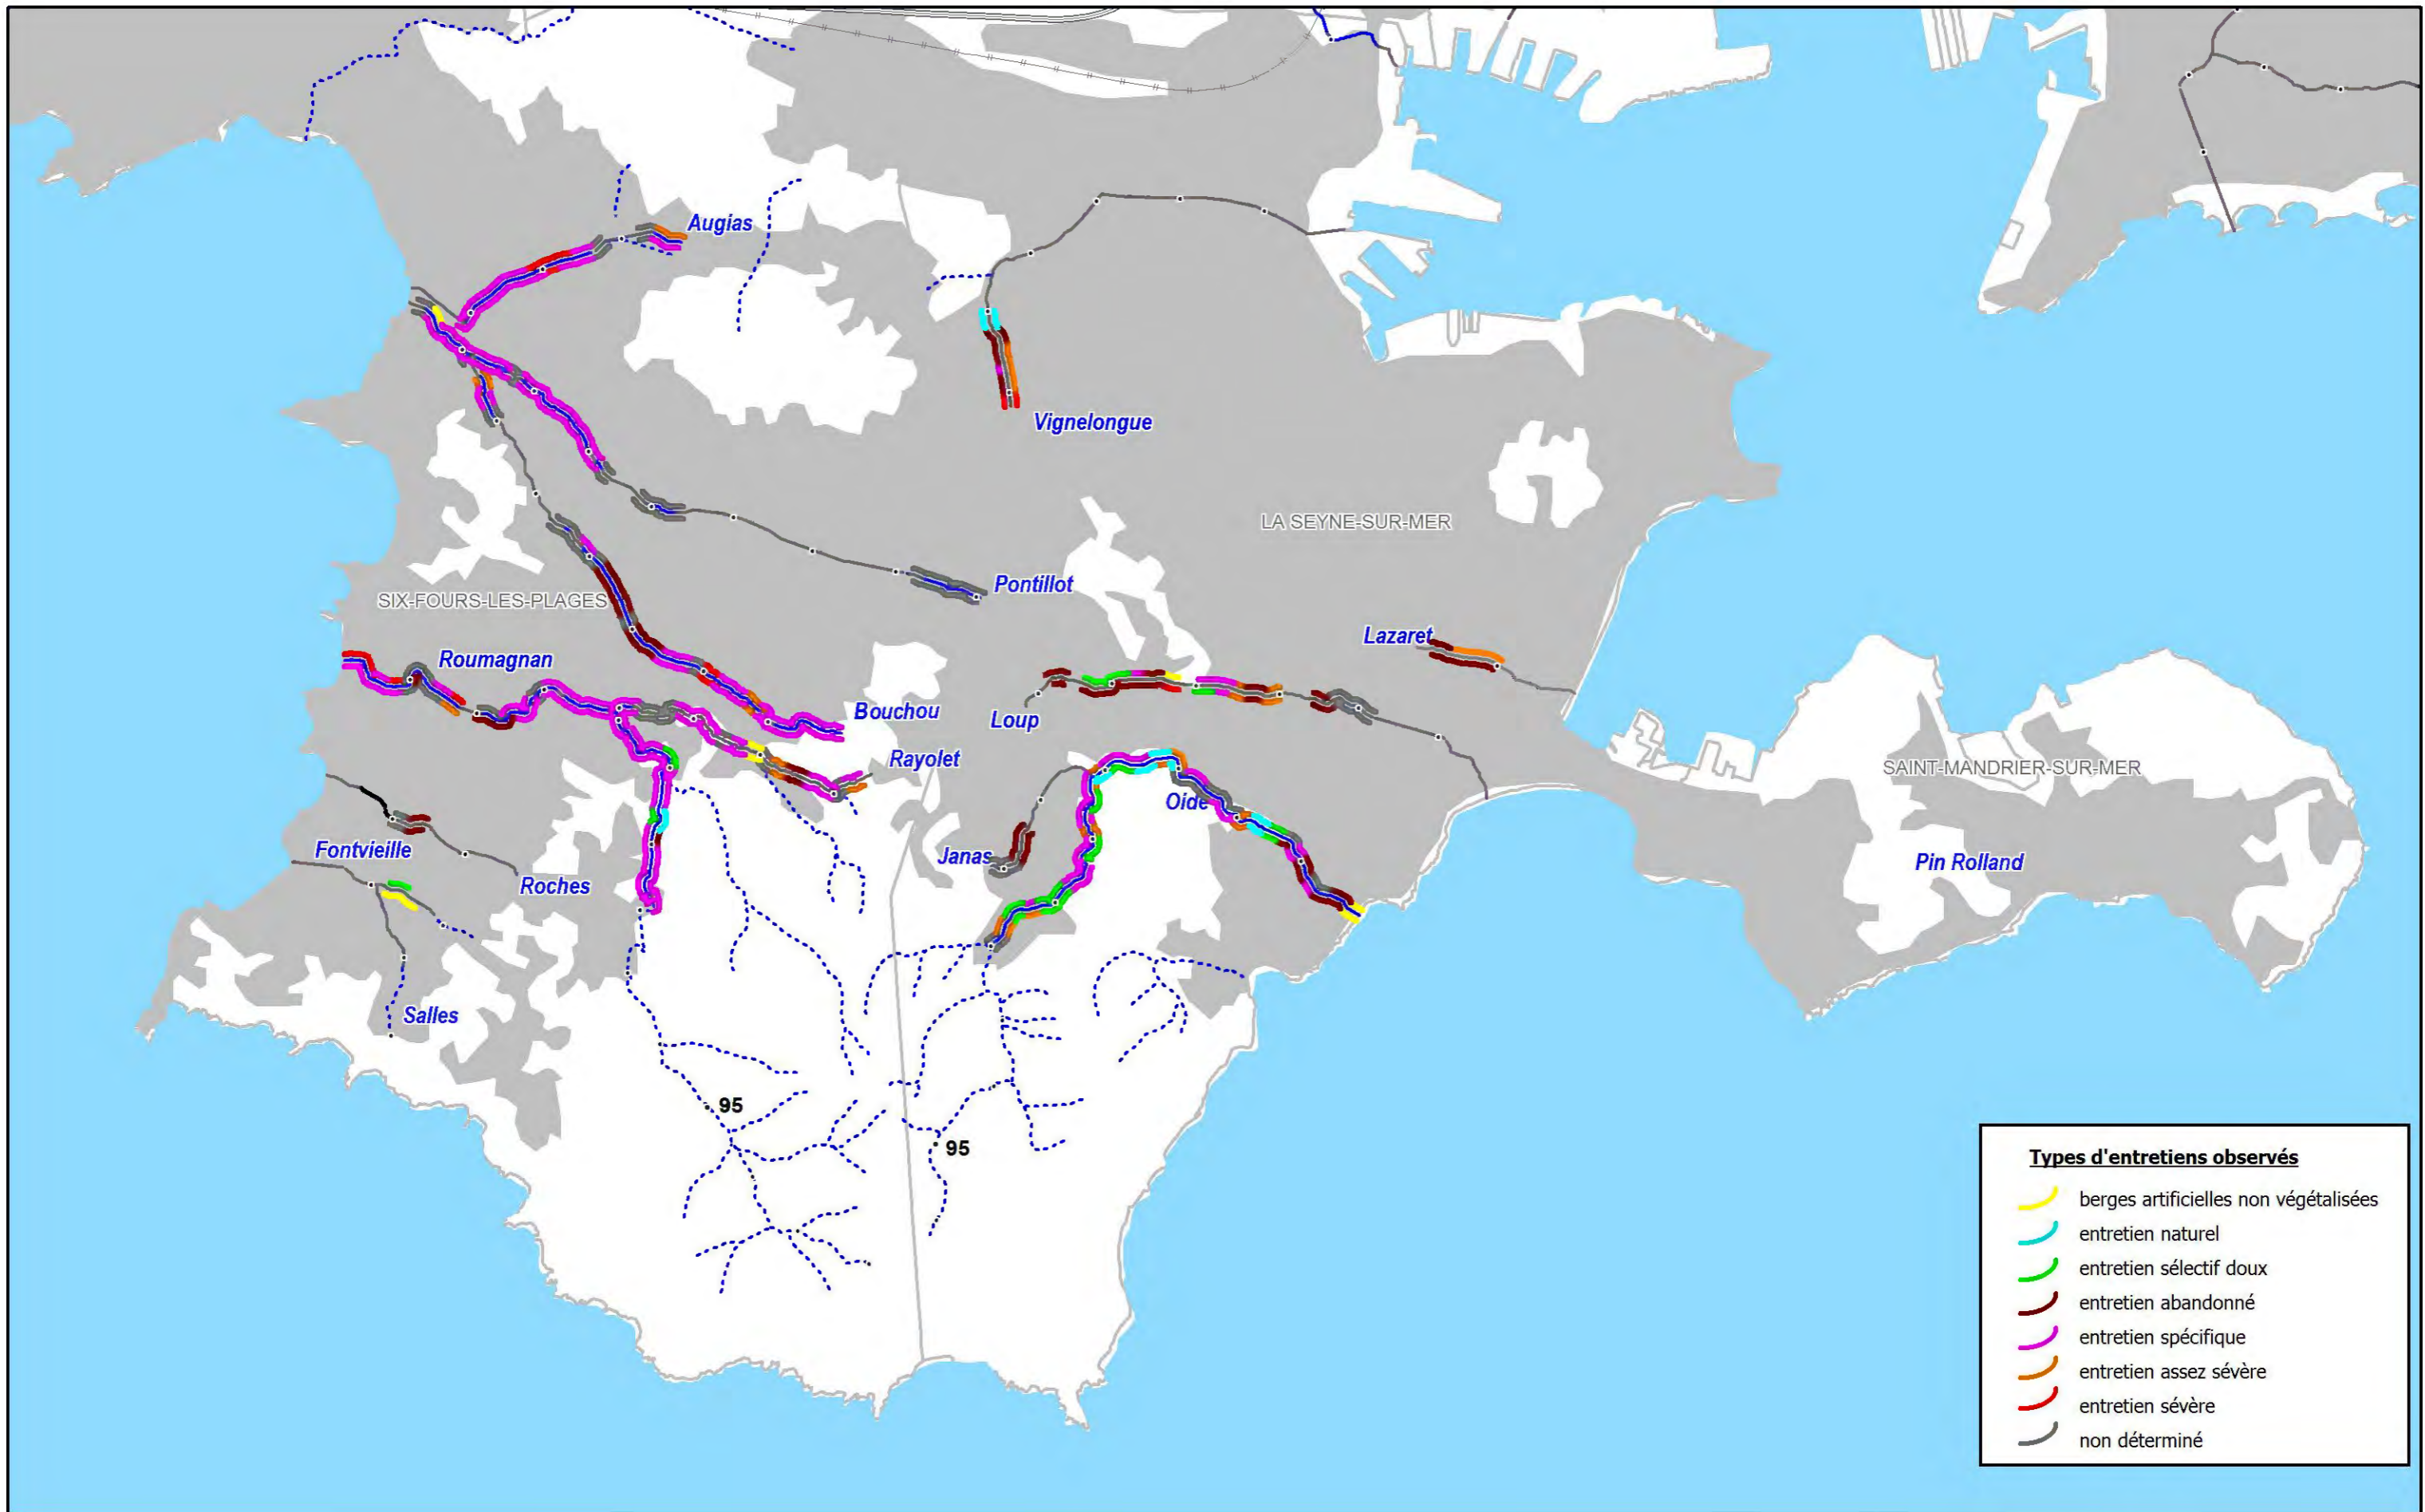 Augias
Vignelongue
LA SEYNE-SUR-MER
Pontillot
SIX-FOURS-LES-PLAGES
Lazaret
Roumagnan
Bouchou
Loup
Rayolet
SAINT-MANDRIER-SUR-MER
Oide
Fontvieille
Janas
Pin Rolland
Roches
Salles
95
95
Types d'entretiens observés
berges artificielles non végétalisées
entretien naturel
entretien sélectif doux
entretien abandonné
entretien spécifique
entretien assez sévère
entretien sévère
non déterminé